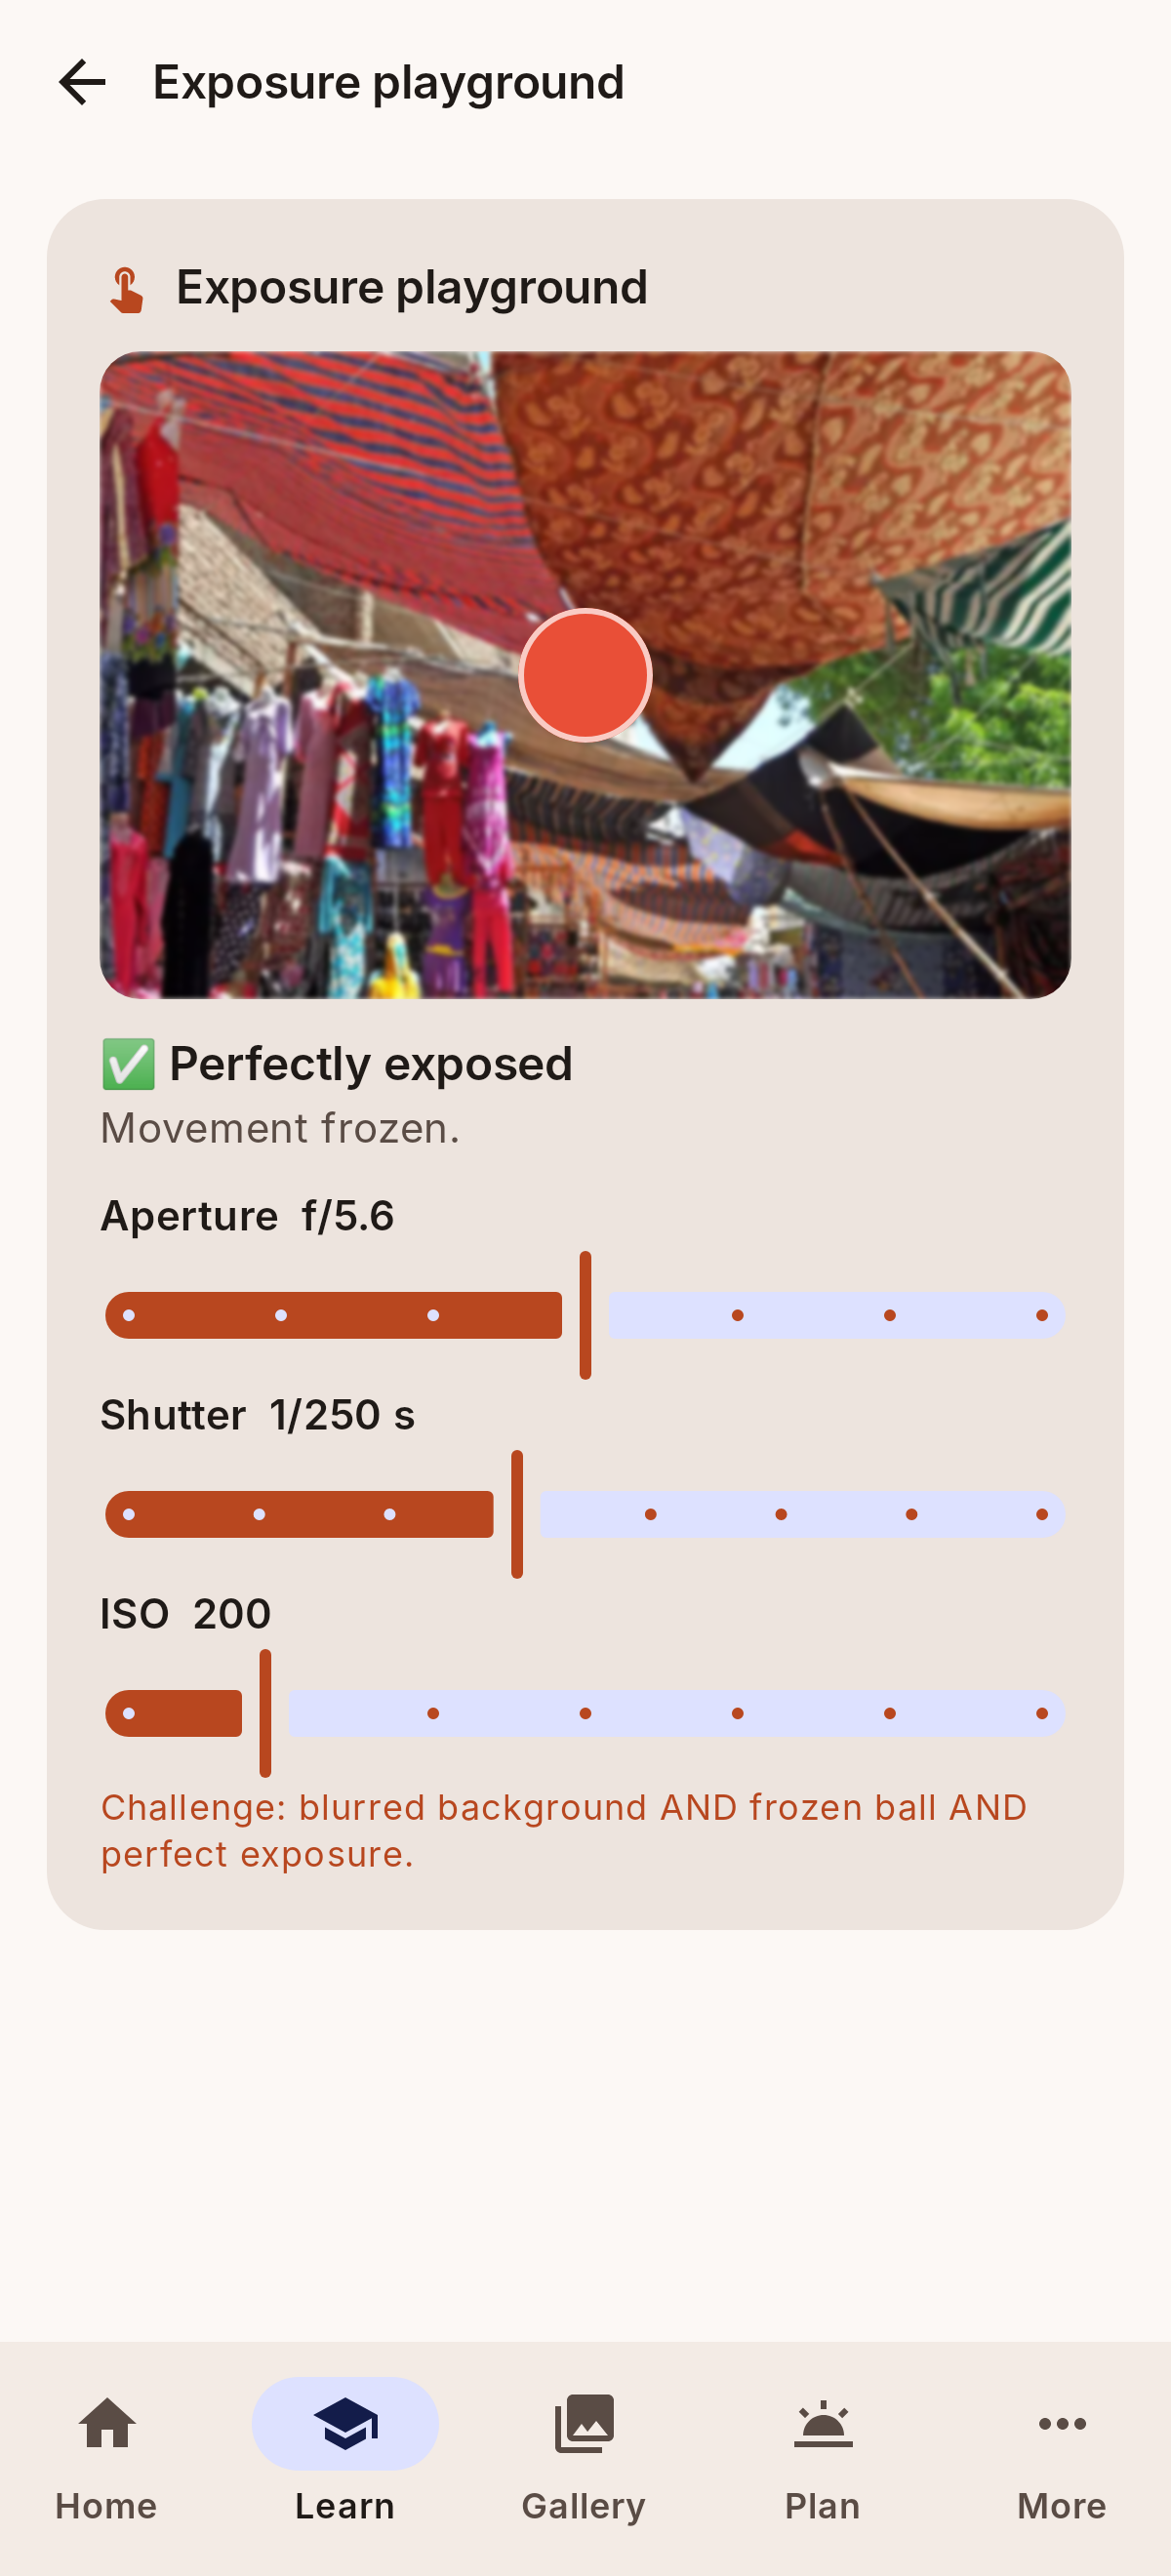 Exposure playground
Exposure playground
✅ Perfectly exposed
Movement frozen.
Aperture f/5.6
Shutter 1/250 s
ISO 200
Challenge: blurred background AND frozen ball AND
perfect exposure.
Home
Learn
Gallery
Plan
More